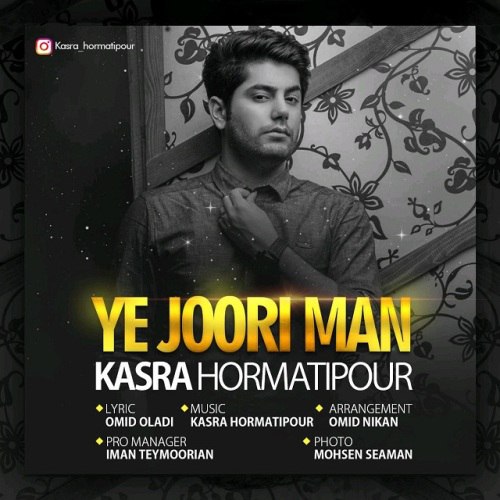 Kasra_hormatipour
YE JOORI MAN
KASRA HORMATIPOUR
LYRIC MUSIC ARRANGEMENT
OMID OLADI KASRA HORMATIPOUR OMID NIKAN
PRO MANAGER PHOTO
IMAN TEYMOORIAN MOHSEN SEAMAN